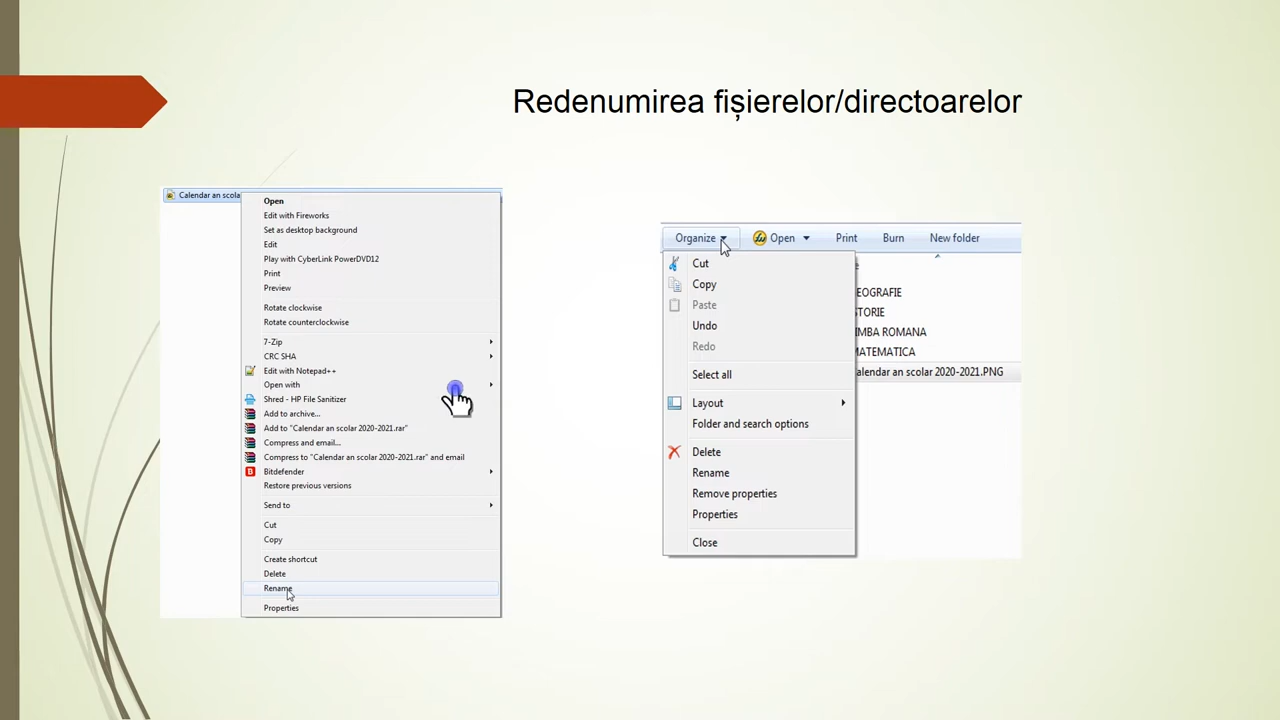 Redenumirea fișierelor/directoarelor
Calendar an scola
Open
Edit with Fireworks
Set as desktop background
Edit
Play with CyberLink PowerDVD12
Print
Preview
Rotate clockwise
Rotate counterclockwise
7-Zip
CRC SHA
Edit with Notepad++
Open with
Shred - HP File Sanitizer
Add to archive...
Add to "Calendar an scolar 2020-2021.rar"
Compress and email...
Compress to "Calendar an scolar 2020-2021.rar" and email
B Bitdefender
Restore previous versions
Send to
Cut
Copy
Create shortcut
Delete
Rename
Properties
Organize Open Print Burn New folder
Cut
Copy
Paste
Undo
Redo
Select all
Layout
Folder and search options
Delete
Rename
Remove properties
Properties
Close
e
EOGRAFIE
STORIE
IMBA ROMANA
MATEMATICA
alendar an scolar 2020-2021.PNG